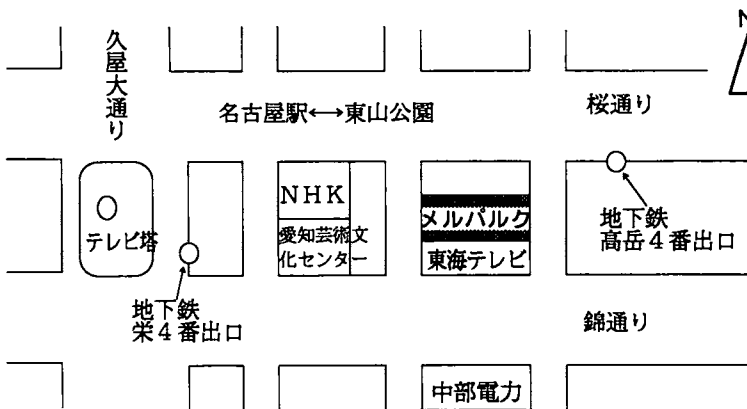 N
久屋大通り
名古屋駅←→東山公園
桜通り
NHK
愛知芸術文
化センター
メルパルク
東海テレビ
テレビ塔
地下鉄
高岳4番出口
地下鉄
栄4番出口
錦通り
中部電力